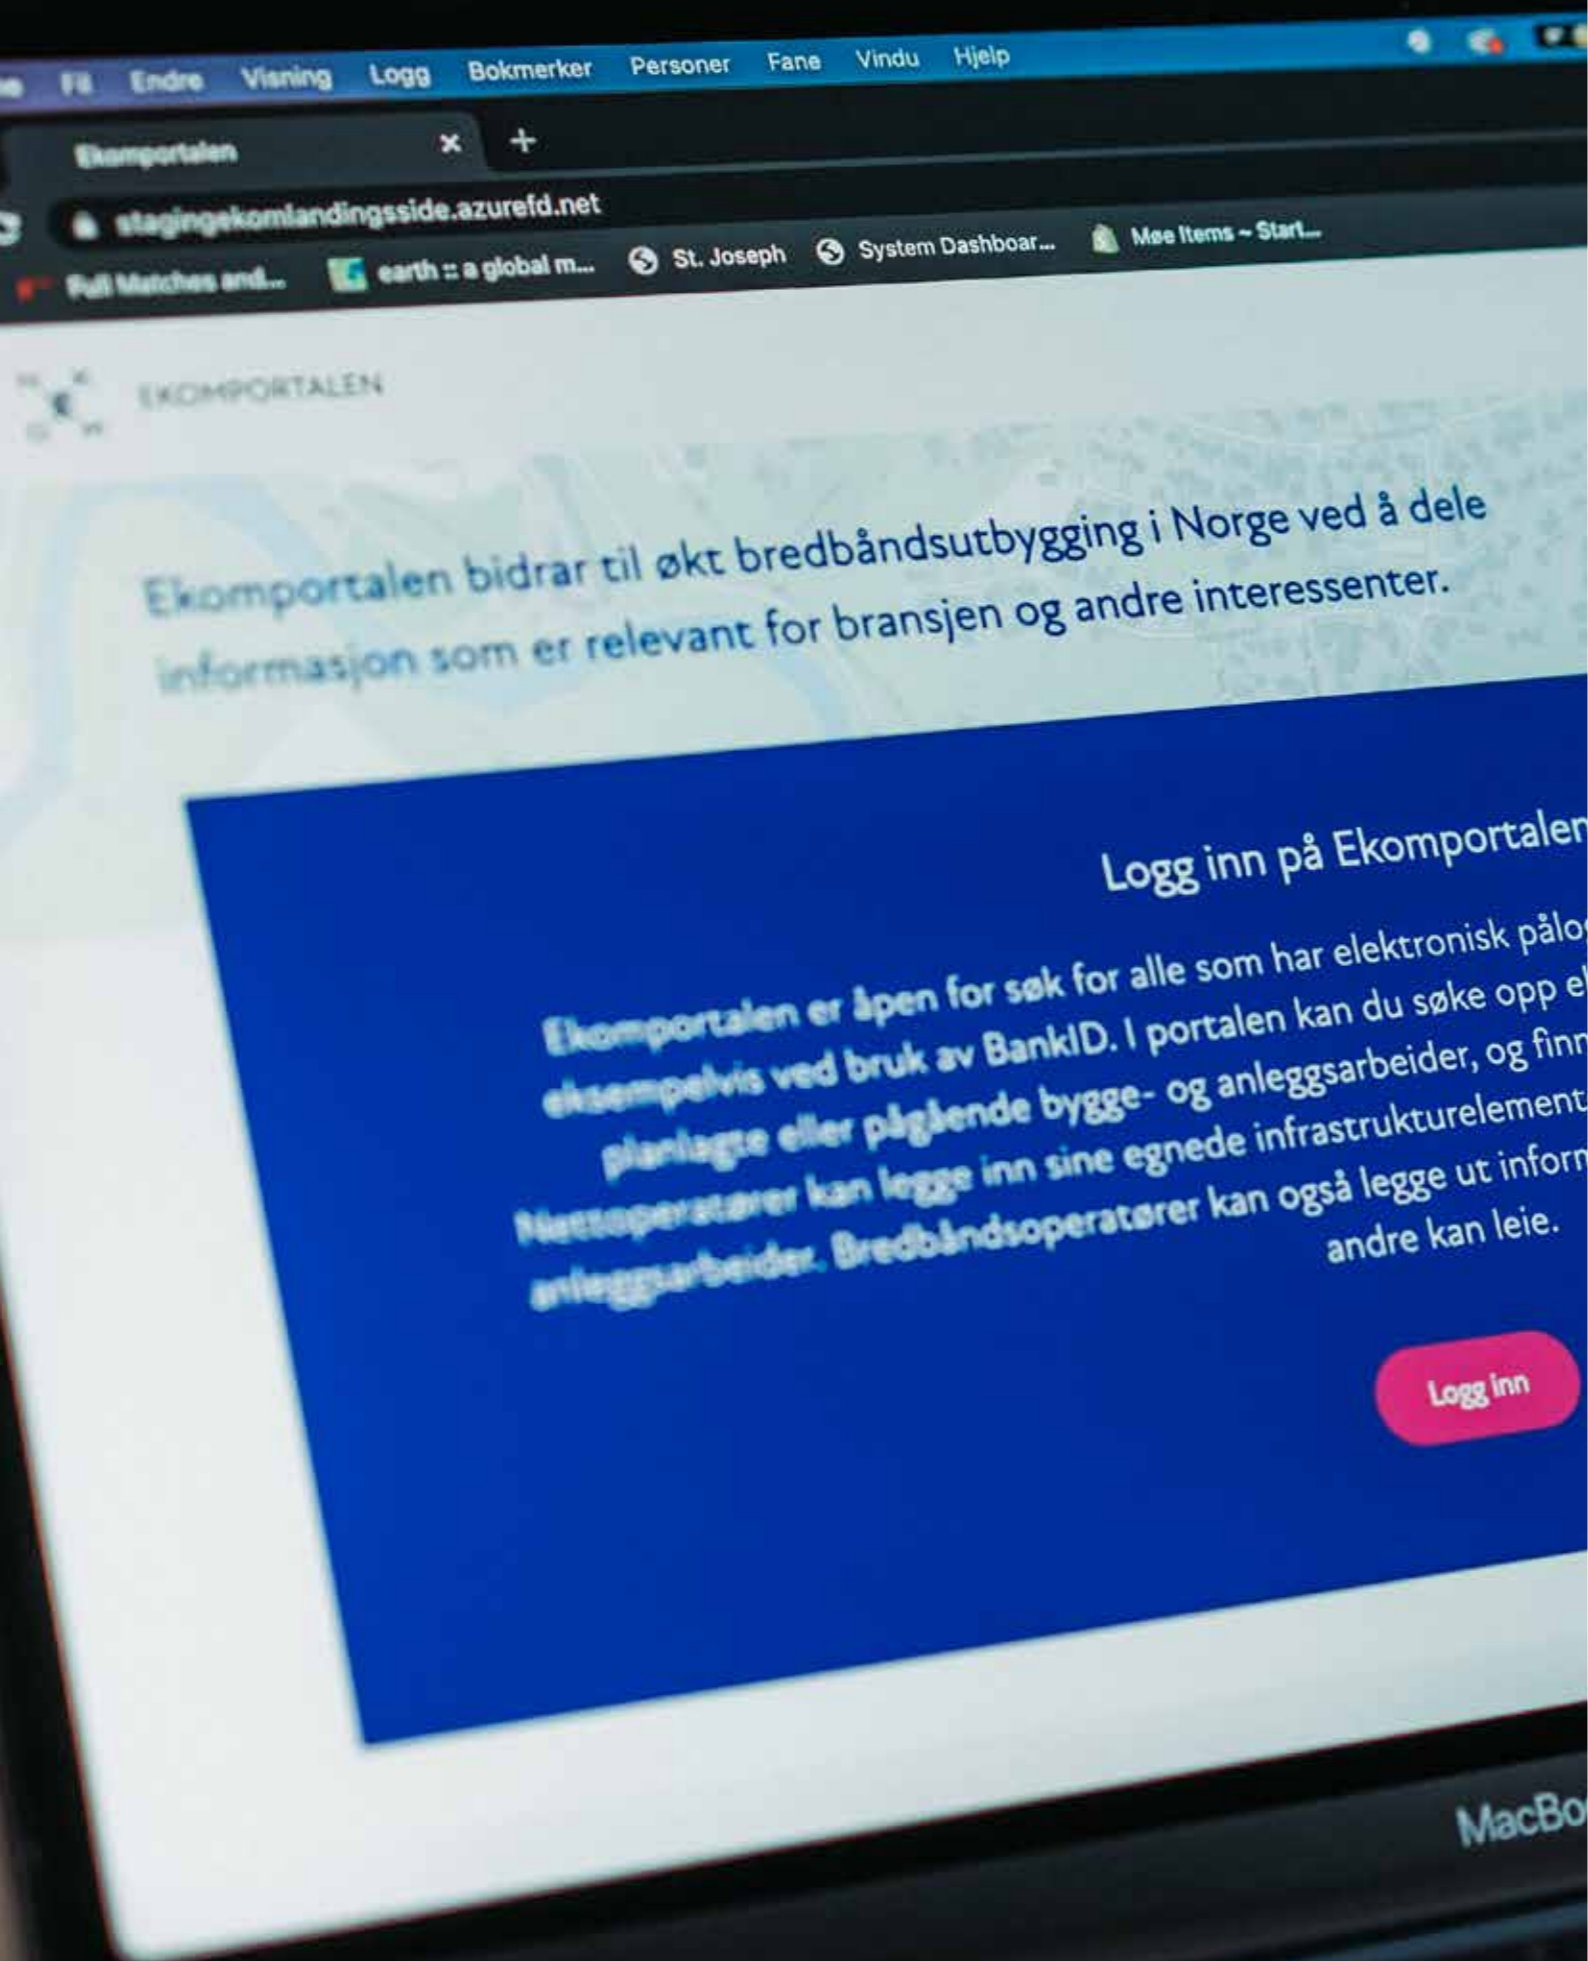 Fil Endre Visning Logg Bokmerker Personer Fane Vindu Hjelp
Ekomportalen
stagingekomlandingsside.azurefd.net
Full Matches and... earth :: a global m... St. Joseph System Dashboar... Møe Items ~ Start...
EKOMPORTALEN
Ekomportalen bidrar til økt bredbåndsutbygging i Norge ved å dele
informasjon som er relevant for bransjen og andre interessenter.
Logg inn på Ekomportalen
Ekomportalen er åpen for søk for alle som har elektronisk pålo
eksempelvis ved bruk av BankID. I portalen kan du søke opp e
planlagte eller pågående bygge- og anleggsarbeider, og finn
Nettoperatører kan legge inn sine egnede infrastrukturelement
anleggsarbeider. Bredbåndsoperatører kan også legge ut inform
andre kan leie.
Logg inn
MacBo